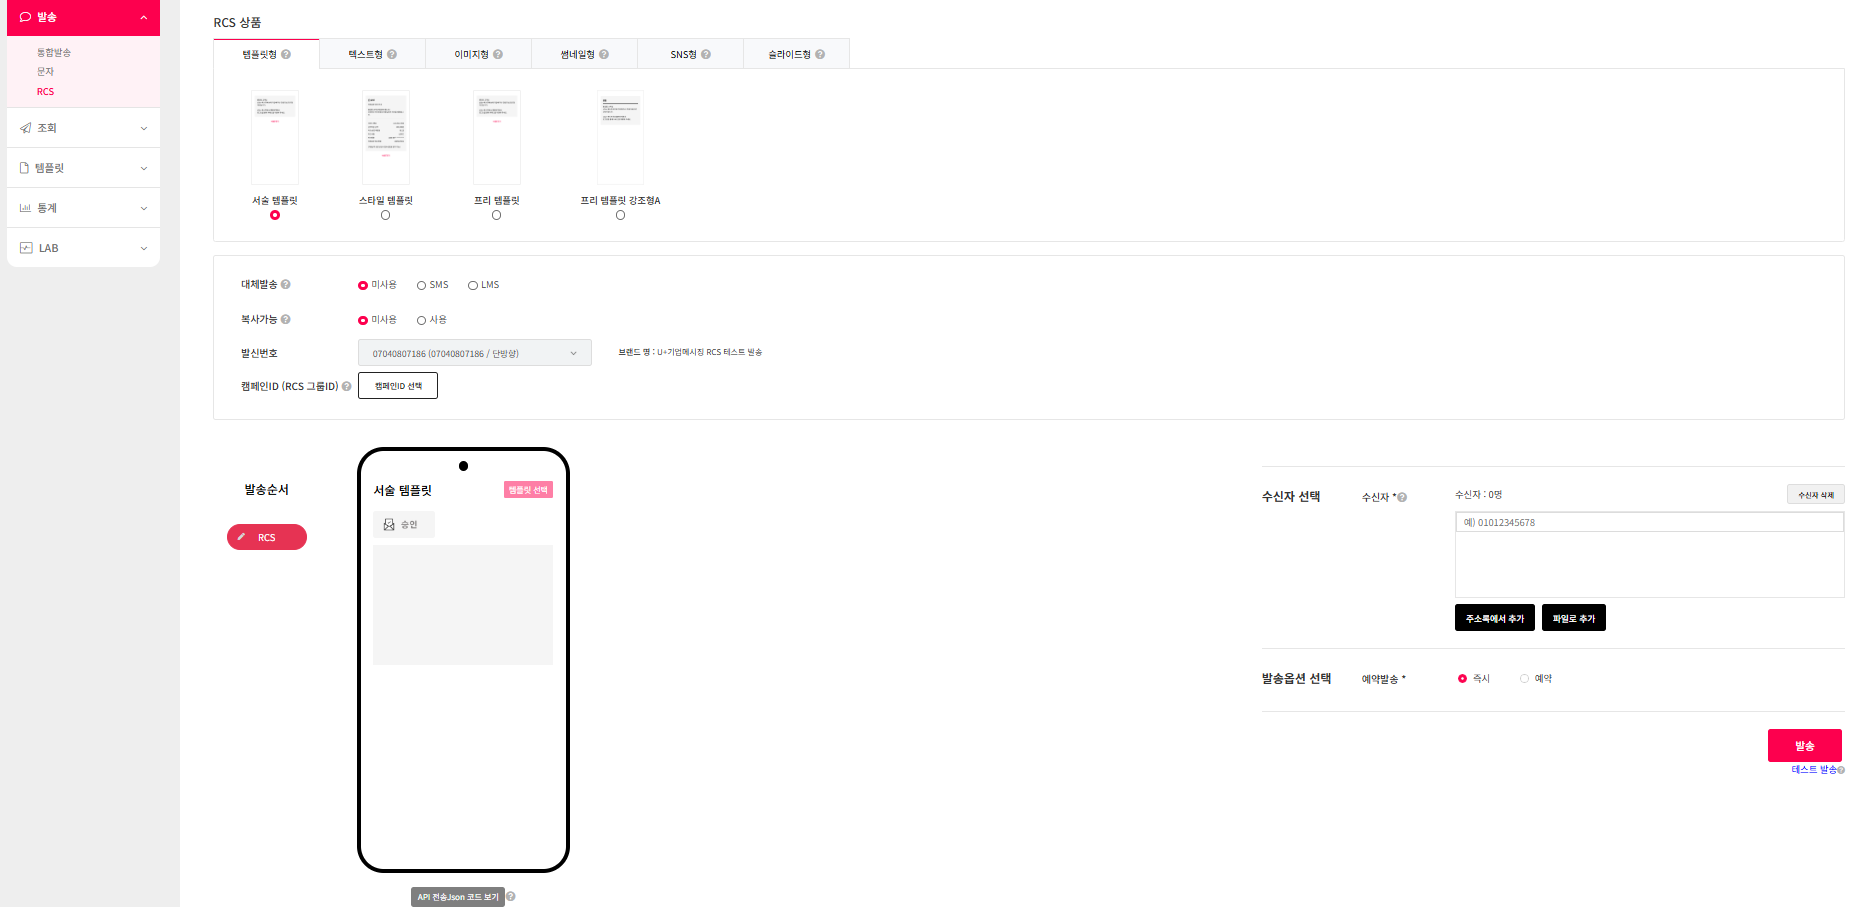 발송
통합발송
문자
RCS
조회
템플릿
통계
LAB
RCS 상품
템플릿형 ?
텍스트형 ?
이미지형 ?
썸네일형 ?
SNS형 ?
슬라이드형 ?
서술 템플릿
스타일 템플릿
프리 템플릿
프리 템플릿 강조형A
대체발송 ? 미사용 SMS LMS
복사가능 ? 미사용 사용
발신번호 07040807186 (07040807186 / 단방향) 브랜드 명 : U+기업메시징 RCS 테스트 발송
캠페인ID (RCS 그룹ID) ? 캠페인ID 선택
발송순서
RCS
서술 템플릿 템플릿 선택
승인
API 전송Json 코드 보기 ?
수신자 선택 수신자 * ? 수신자 : 0명 수신자 삭제
예) 01012345678
주소록에서 추가 파일로 추가
발송옵션 선택 예약발송 * 즉시 예약
발송
테스트 발송 ?